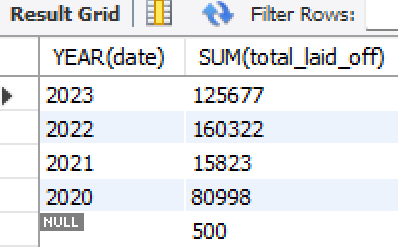 Result Grid Filter Rows:
YEAR(date) SUM(total_laid_off)
2023 125677
2022 160322
2021 15823
2020 80998
NULL 500